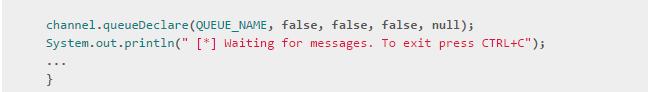 channel.queueDeclare(QUEUE_NAME, false, false, false, null);
System.out.println(" [*] Waiting for messages. To exit press CTRL+C");
...
}